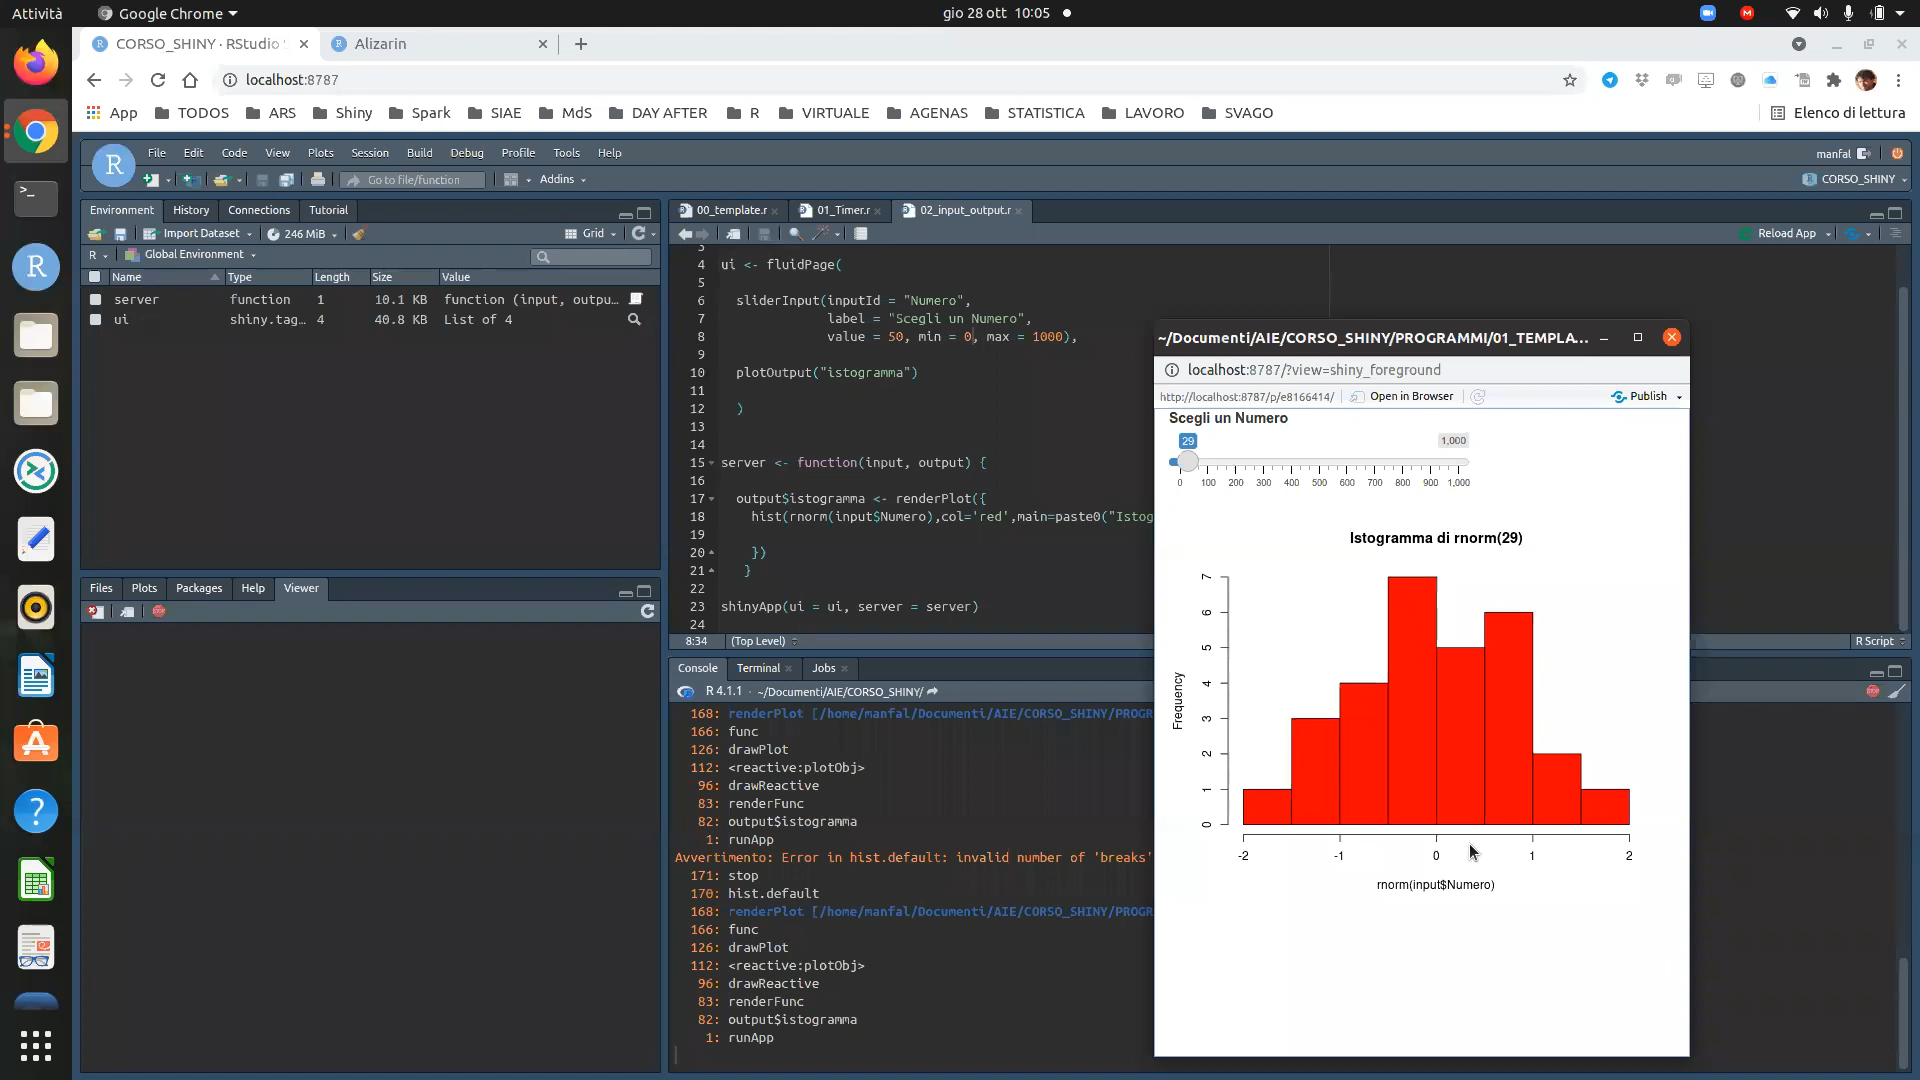 Attività
Google Chrome
gio 28 ott 10:05
CORSO_SHINY · RStudio
Alizarin
localhost:8787
App
TODOS
ARS
Shiny
Spark
SIAE
MdS
DAY AFTER
R
VIRTUALE
AGENAS
STATISTICA
LAVORO
SVAGO
Elenco di lettura
R
File Edit Code View Plots Session Build Debug Profile Tools Help
manfal
Go to file/function
Addins
CORSO_SHINY
Environment History Connections Tutorial
Import Dataset
246 MiB
Grid
R
Global Environment
Name Type Length Size Value
server function 1 10.1 KB function (input, outpu…
ui shiny.tag… 4 40.8 KB List of 4
Files Plots Packages Help Viewer
00_template.r
01_Timer.r
02_input_output.r
Reload App
3
4 ui <- fluidPage(
5
6 sliderInput(inputId = "Numero",
7 label = "Scegli un Numero",
8 value = 50, min = 0, max = 1000),
9
10 plotOutput("istogramma")
11
12 )
13
14
15 server <- function(input, output) {
16
17 output$istogramma <- renderPlot({
18 hist(rnorm(input$Numero),col='red',main=paste0("Istog
19
20 })
21 }
22
23 shinyApp(ui = ui, server = server)
24
8:34 (Top Level) R Script
Console Terminal Jobs
R 4.1.1 · ~/Documenti/AIE/CORSO_SHINY/
168: renderPlot [/home/manfal/Documenti/AIE/CORSO_SHINY/PROGR
166: func
126: drawPlot
112: <reactive:plotObj>
96: drawReactive
83: renderFunc
82: output$istogramma
1: runApp
Avvertimento: Error in hist.default: invalid number of 'breaks'
171: stop
170: hist.default
168: renderPlot [/home/manfal/Documenti/AIE/CORSO_SHINY/PROGR
166: func
126: drawPlot
112: <reactive:plotObj>
96: drawReactive
83: renderFunc
82: output$istogramma
1: runApp
~/Documenti/AIE/CORSO_SHINY/PROGRAMMI/01_TEMPLA...
localhost:8787/?view=shiny_foreground
http://localhost:8787/p/e8166414/
Open in Browser
Publish
Scegli un Numero
29 1,000
0 100 200 300 400 500 600 700 800 900 1,000
Istogramma di rnorm(29)
Frequency
7
6
5
4
3
2
1
0
-2 -1 0 1 2
rnorm(input$Numero)